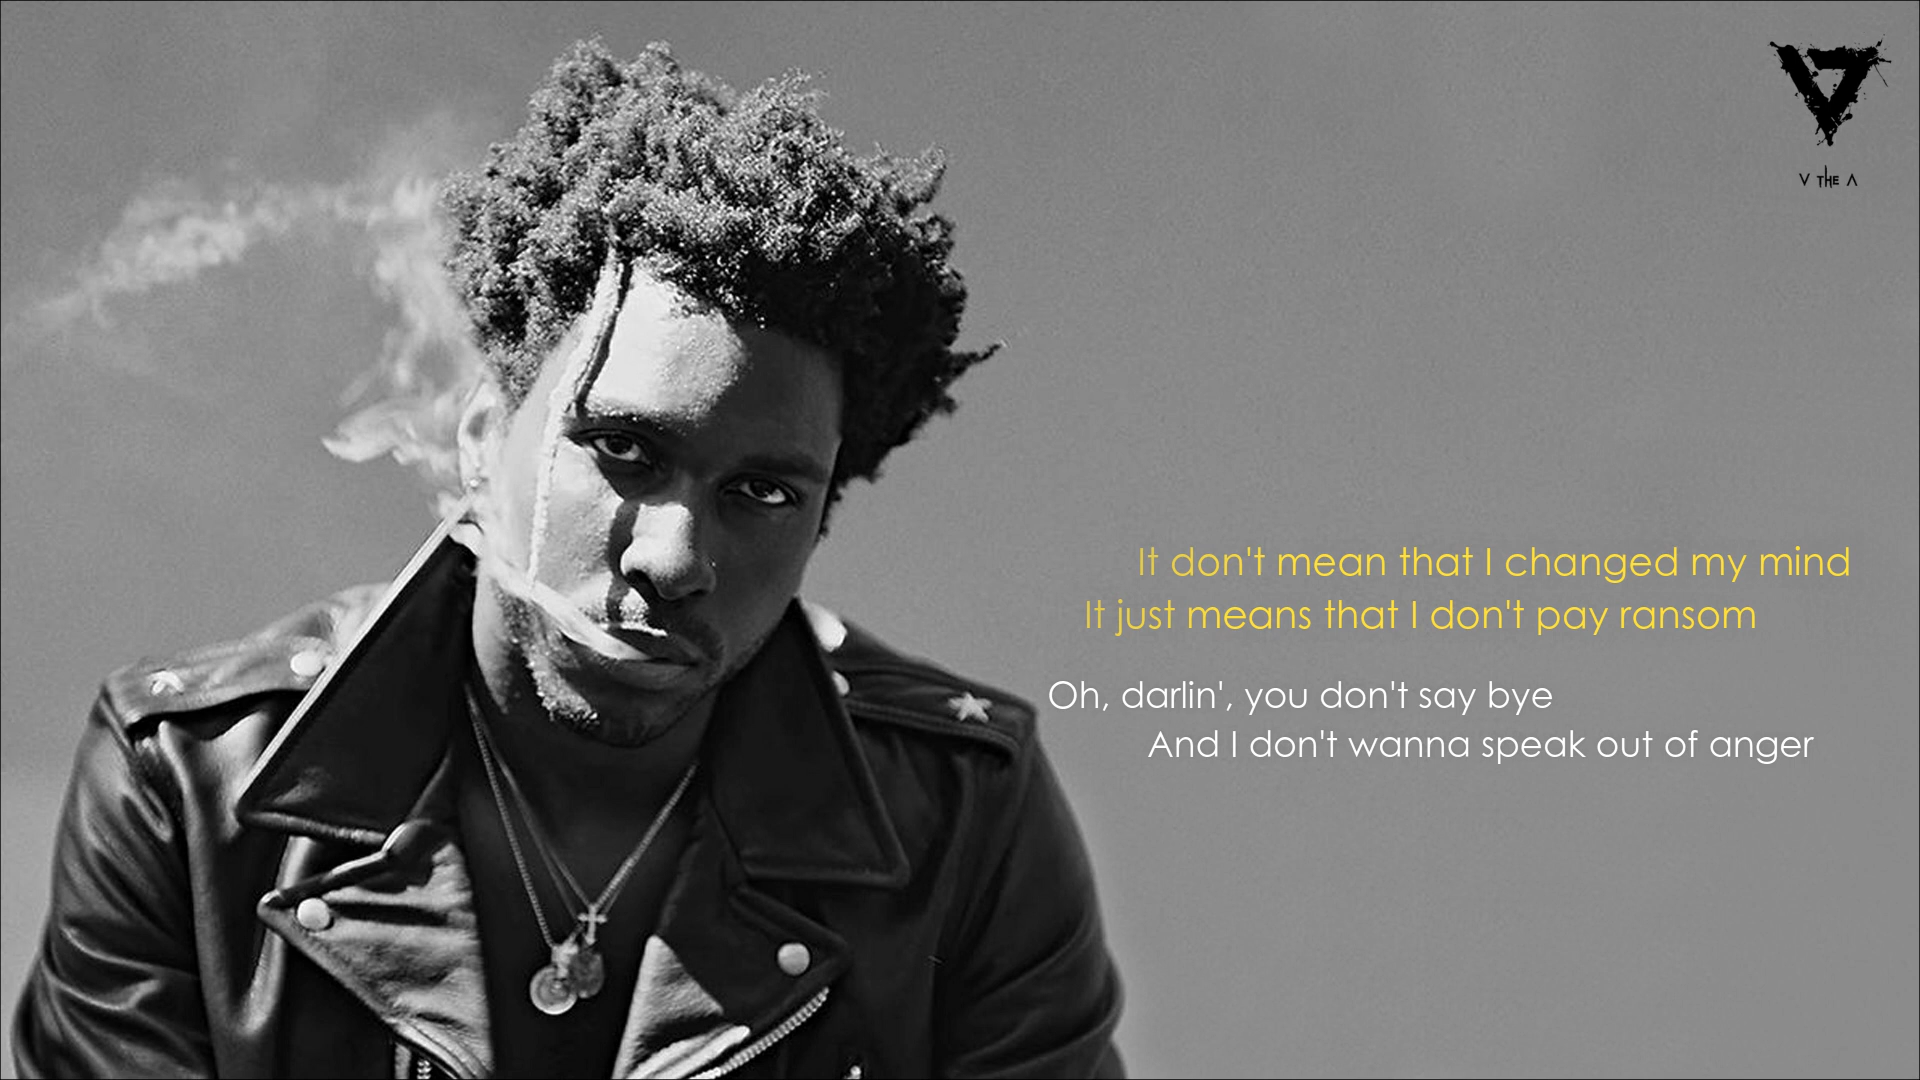 V THE Λ
It don't mean that I changed my mind
It just means that I don't pay ransom
Oh, darlin', you don't say bye
And I don't wanna speak out of anger